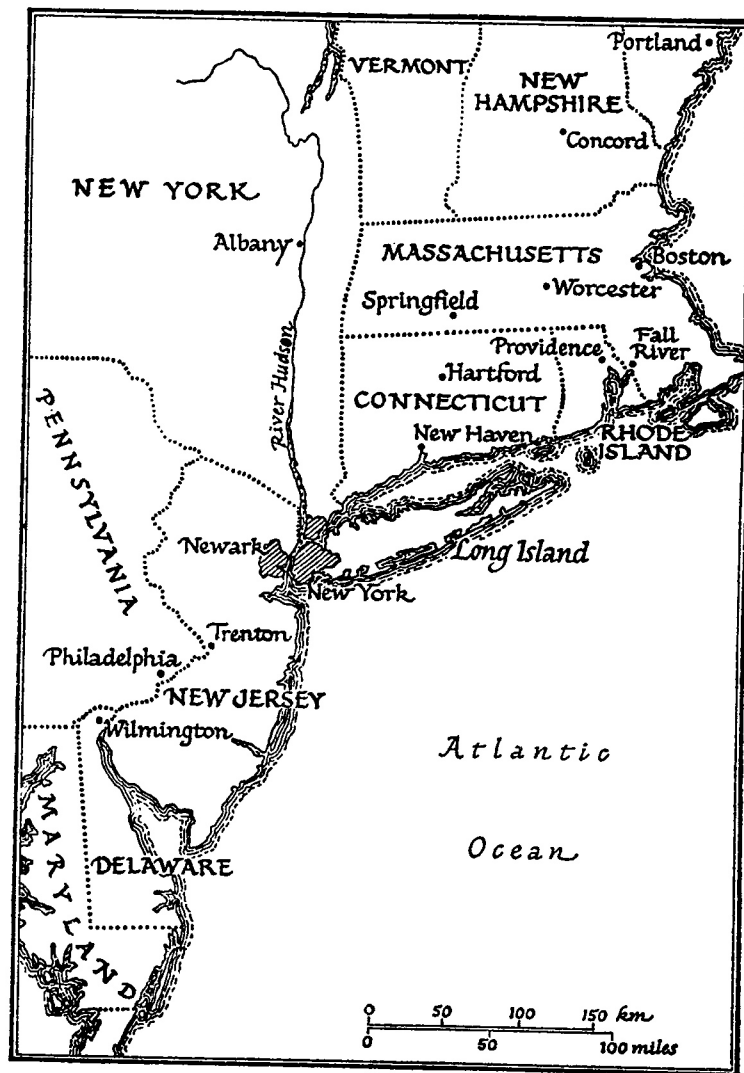 Portland
VERMONT
NEW
HAMPSHIRE
Concord
NEW YORK
Albany
MASSACHUSETTS
Boston
Worcester
Springfield
River Hudson
Providence
Fall
River
Hartford
CONNECTICUT
New Haven
RHODE
ISLAND
PENNSYLVANIA
Newark
Long Island
New York
Trenton
Philadelphia
NEW JERSEY
Wilmington
Atlantic
Ocean
MARYLAND
DELAWARE
0 50 100 150 km
0 50 100 miles